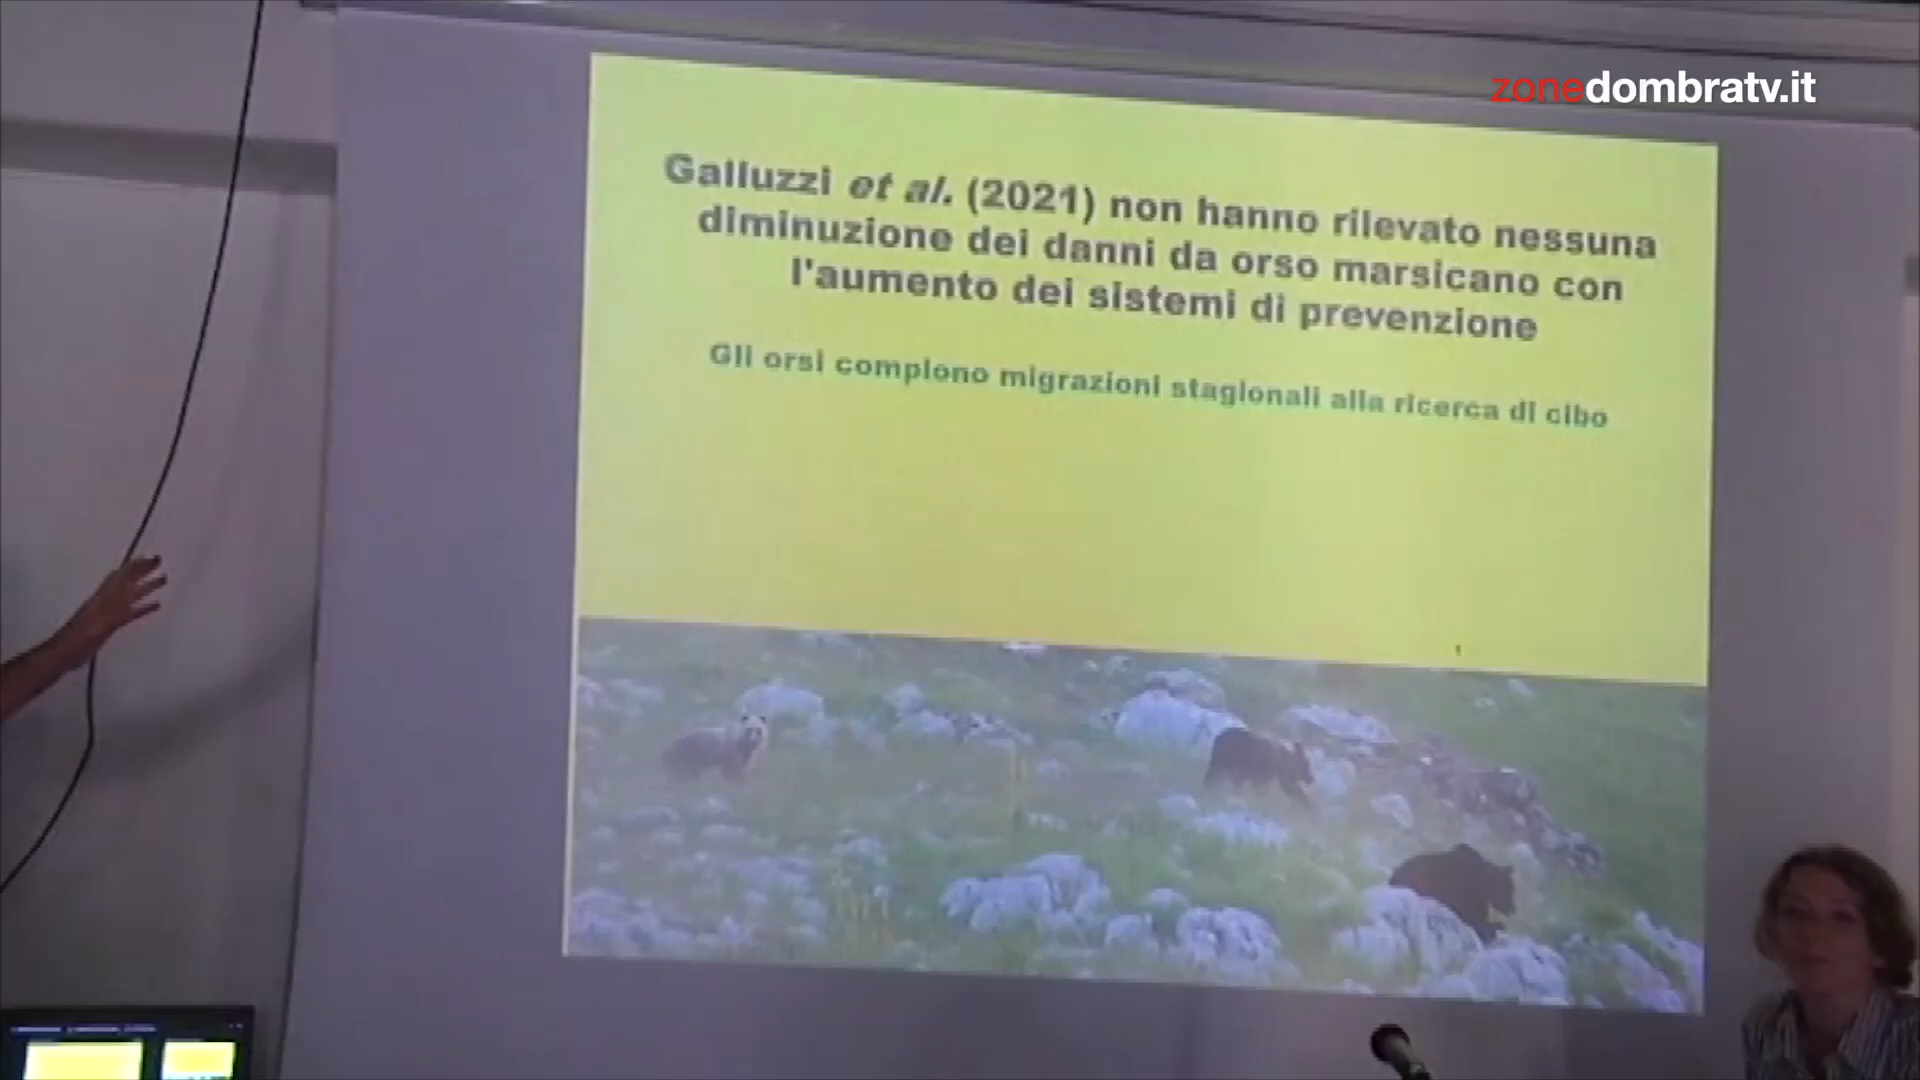 zonedombratv.it
Galluzzi et al. (2021) non hanno rilevato nessuna
diminuzione dei danni da orso marsicano con
l'aumento dei sistemi di prevenzione
Gli orsi compiono migrazioni stagionali alla ricerca di cibo
1